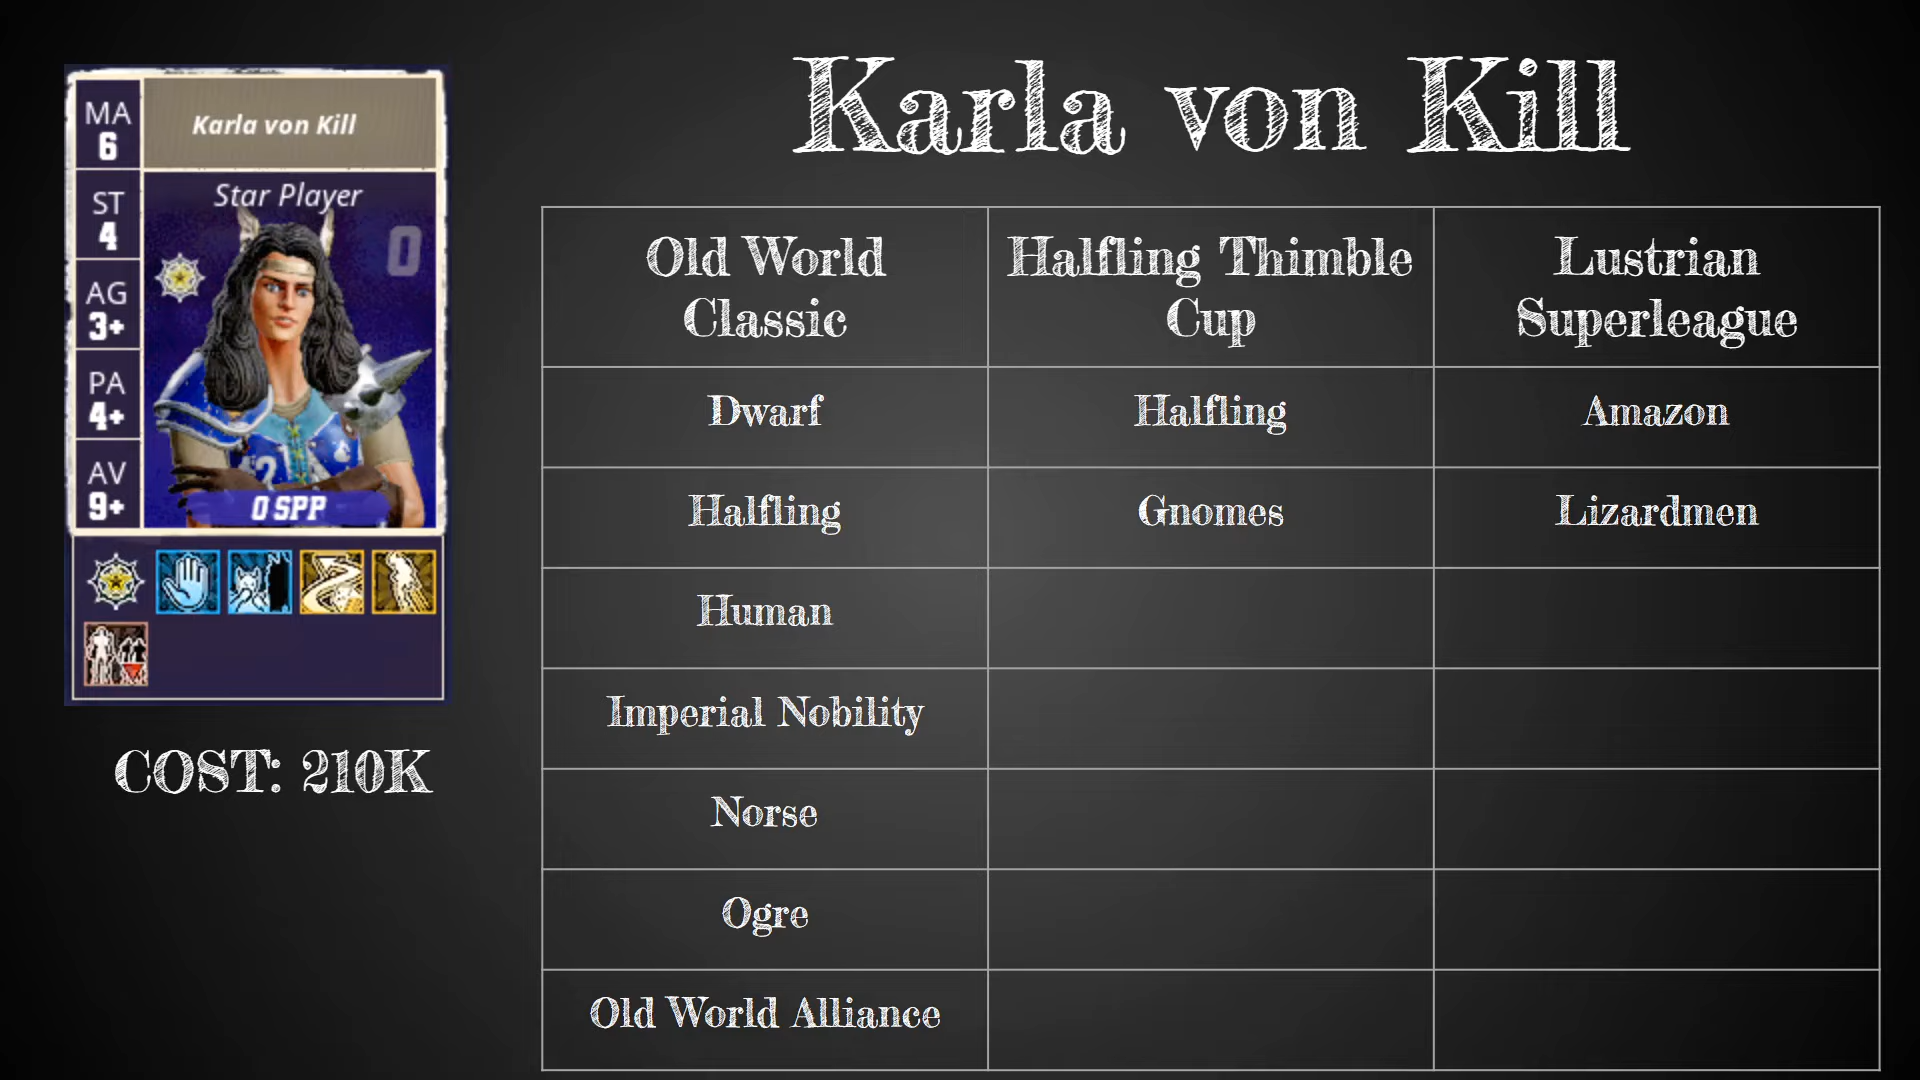 Karla von Kill
MA
6
Karla von Kill
Star Player
0
ST
4
AG
3+
PA
4+
AV
9+
0 SPP
COST: 210K
Old World Classic
Halfling Thimble Cup
Lustrian Superleague
Dwarf
Halfling
Amazon
Halfling
Gnomes
Lizardmen
Human
Imperial Nobility
Norse
Ogre
Old World Alliance